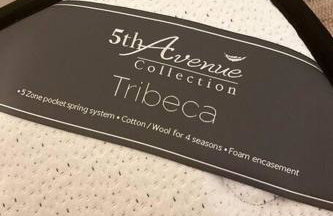 5th Avenue
Collection
Tribeca
• 5 Zone pocket spring system • Cotton / Wool for 4 seasons • Foam encasement